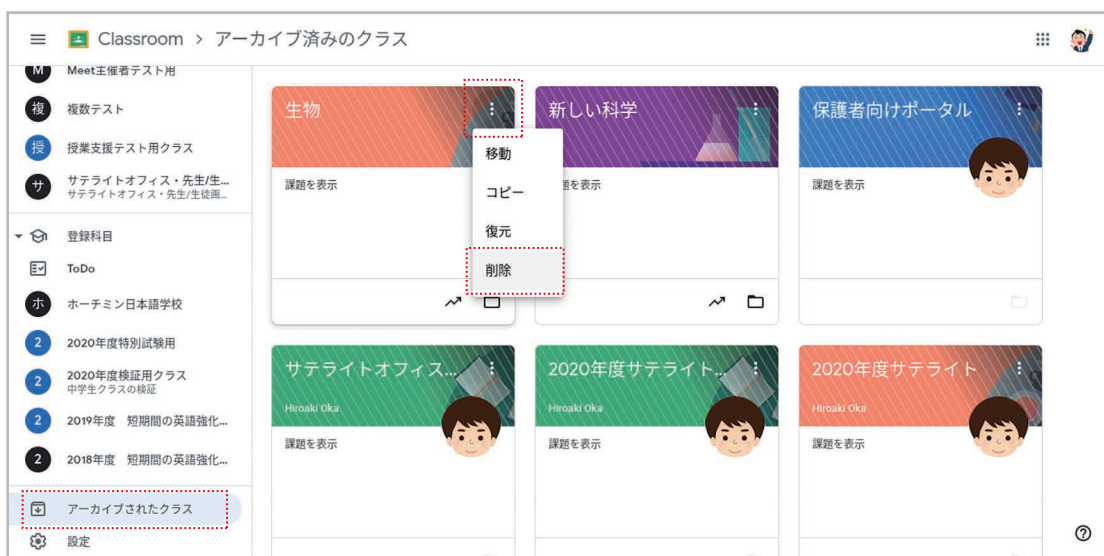 Classroom > アーカイブ済みのクラス
M Meet主催者テスト用
複 複数テスト
授 授業支援テスト用クラス
サ サテライトオフィス・先生/生...
サテライトオフィス・先生/生徒画...
登録科目
ToDo
ホ ホーチミン日本語学校
2 2020年度特別試験用
2 2020年度検証用クラス
中学生クラスの検証
2 2019年度 短期間の英語強化...
2 2018年度 短期間の英語強化...
アーカイブされたクラス
設定
生物
課題を表示
移動
コピー
復元
削除
新しい科学
題を表示
保護者向けポータル
課題を表示
サテライトオフィス...
Hiroaki Oka
課題を表示
2020年度サテライト...
Hiroaki Oka
課題を表示
2020年度サテライト
Hiroaki Oka
課題を表示